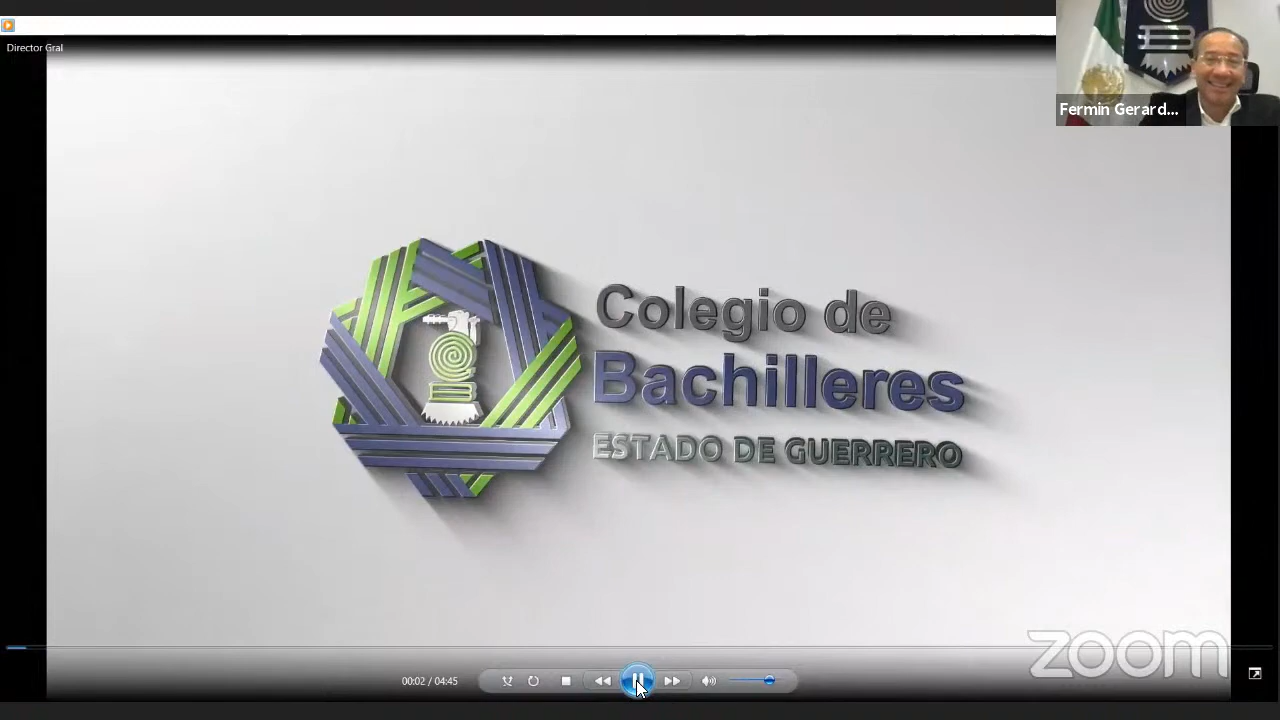 Director Gral
Fermin Gerard...
Colegio de
Bachilleres
ESTADO DE GUERRERO
zoom
00:02 / 04:45